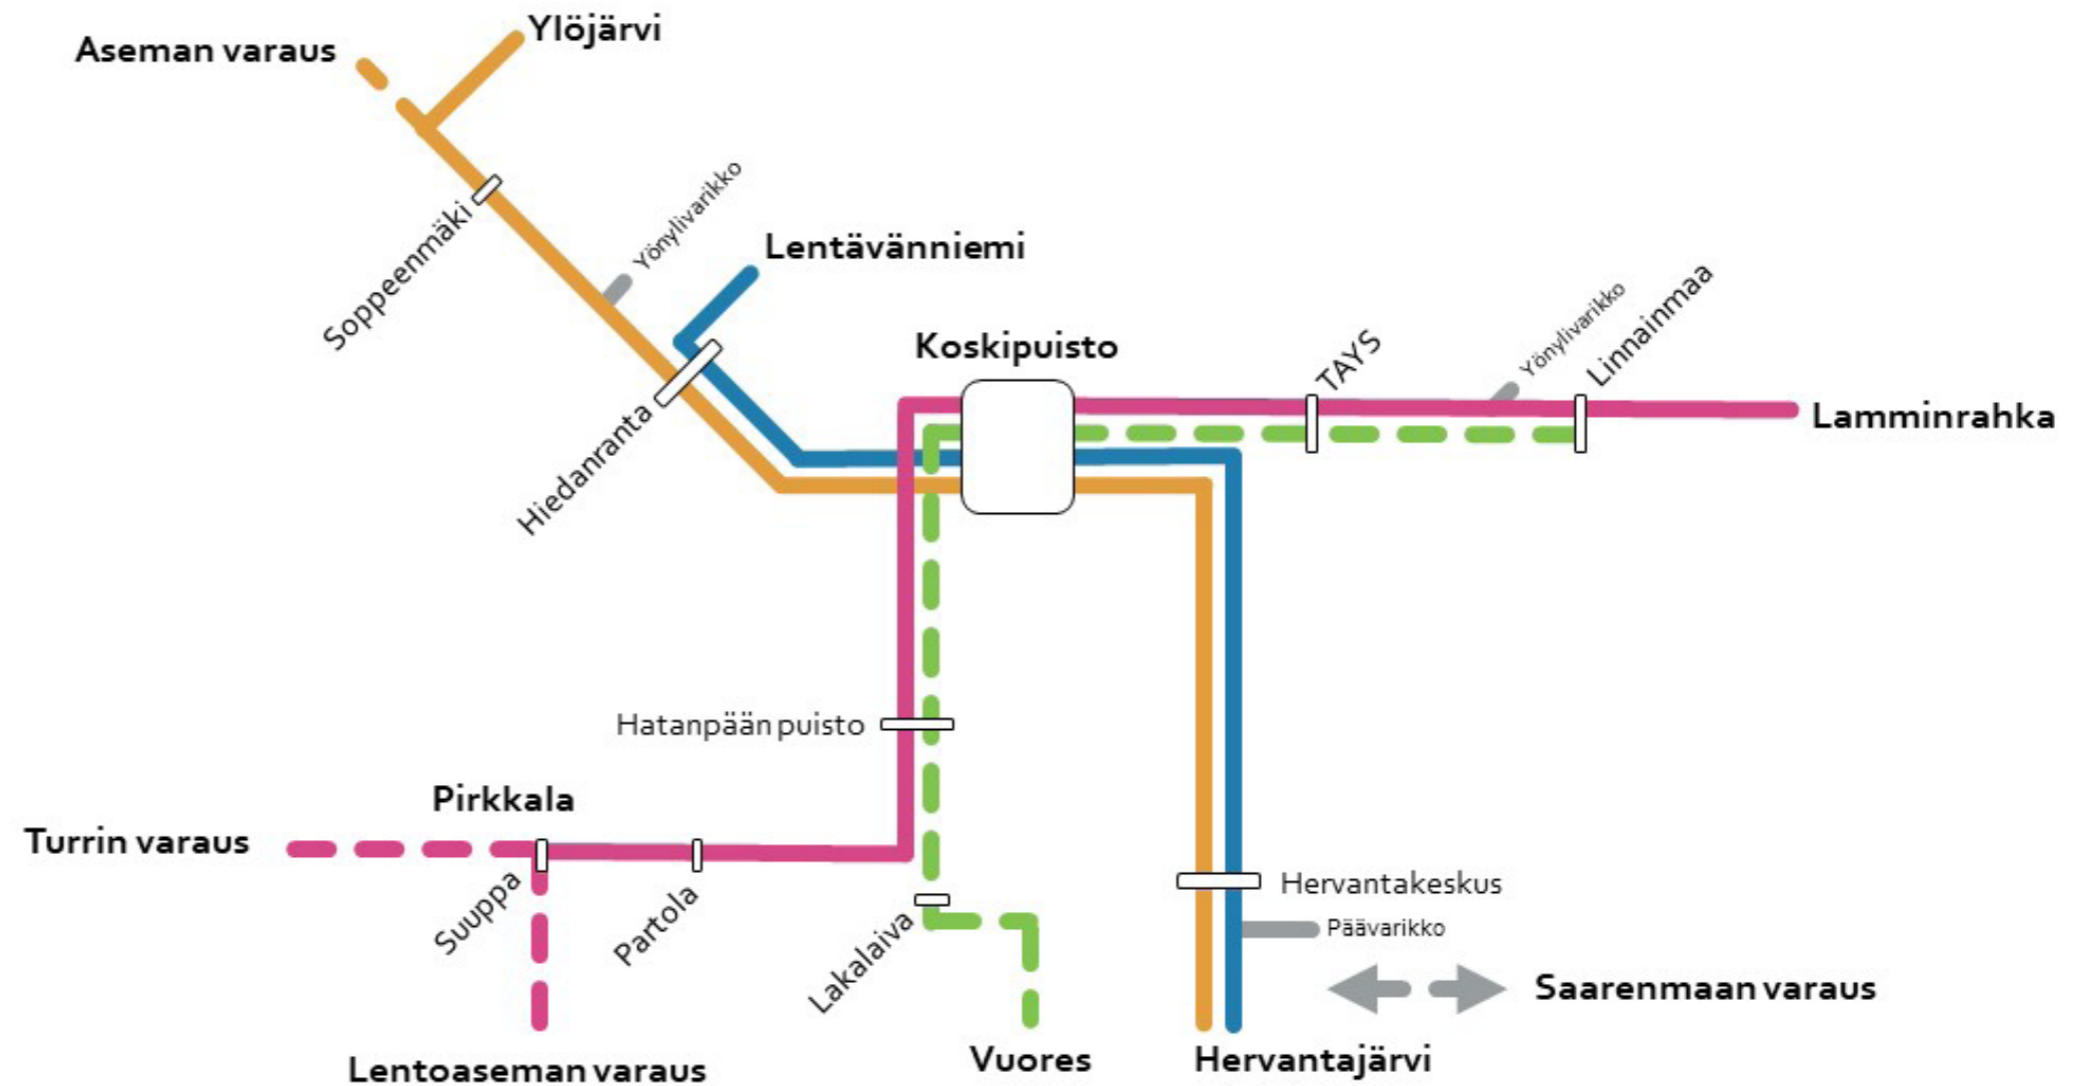 Ylöjärvi
Aseman varaus
Soppeenmäki
Yönylivarikko
Lentävänniemi
Hiedanranta
Koskipuisto
TAYS
Yönylivarikko
Linnainmaa
Lamminrahka
Hatanpään puisto
Pirkkala
Turrin varaus
Suuppa
Partola
Lakalaiva
Hervantakeskus
Päävarikko
Saarenmaan varaus
Lentoaseman varaus
Vuores
Hervantajärvi